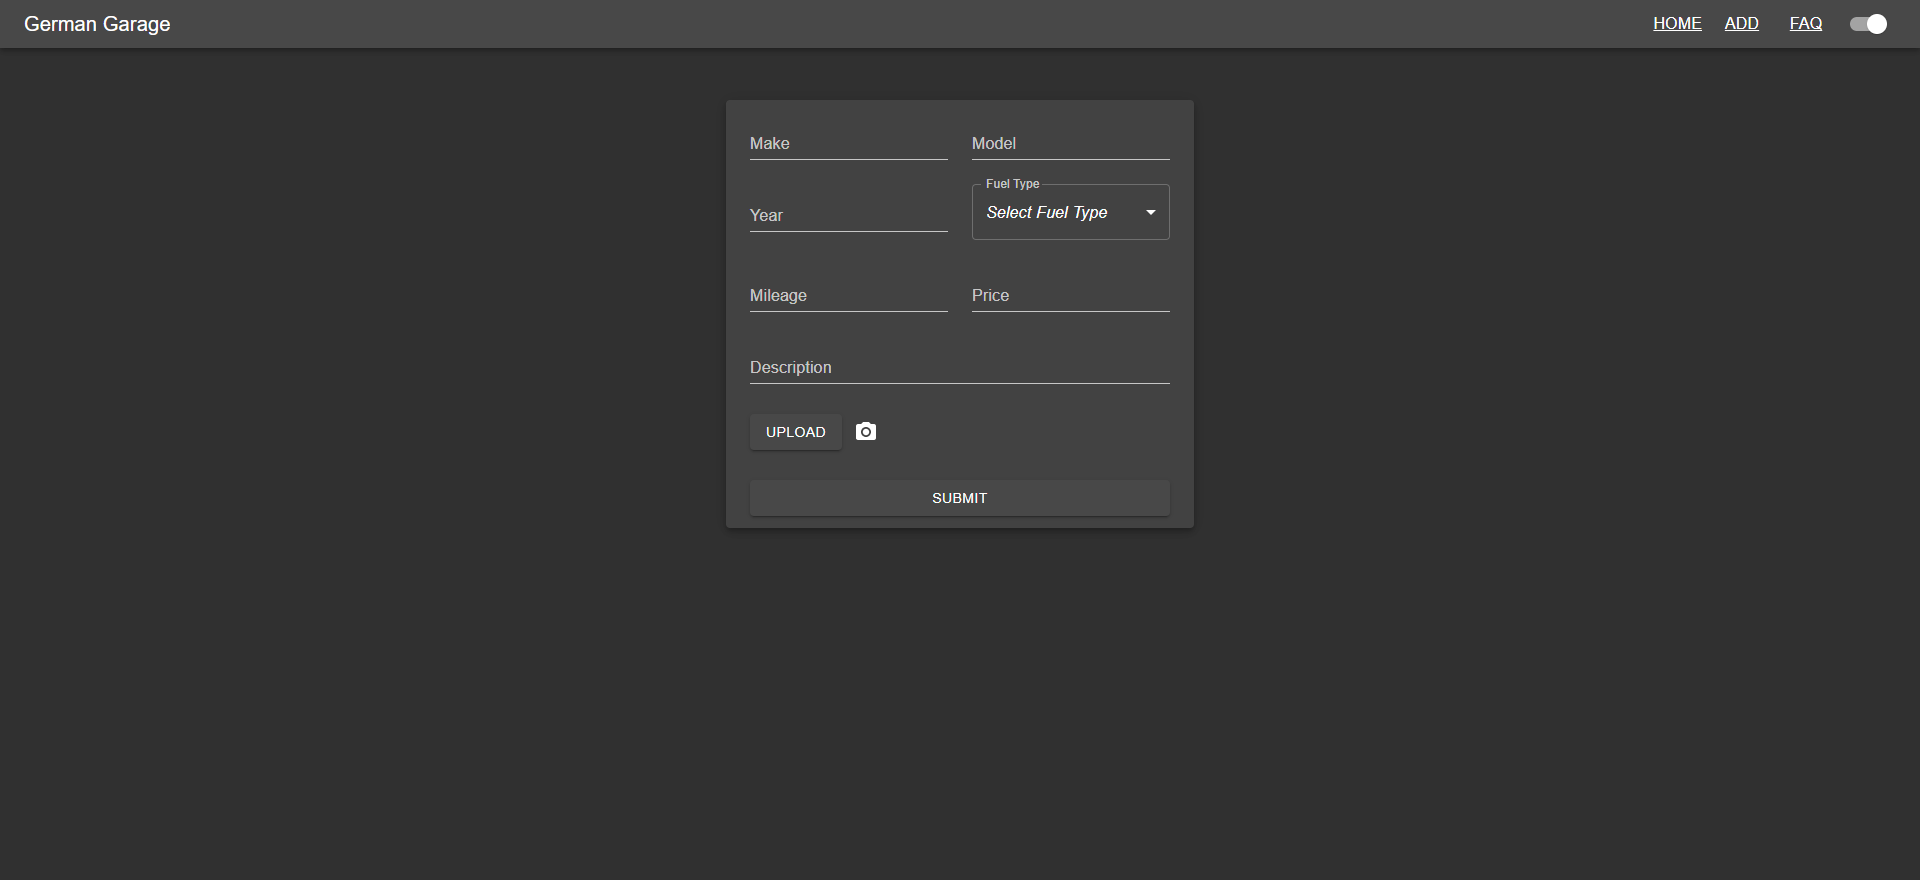 German Garage
HOME ADD FAQ
Make Model
Fuel Type
Year Select Fuel Type
Mileage Price
Description
UPLOAD
SUBMIT